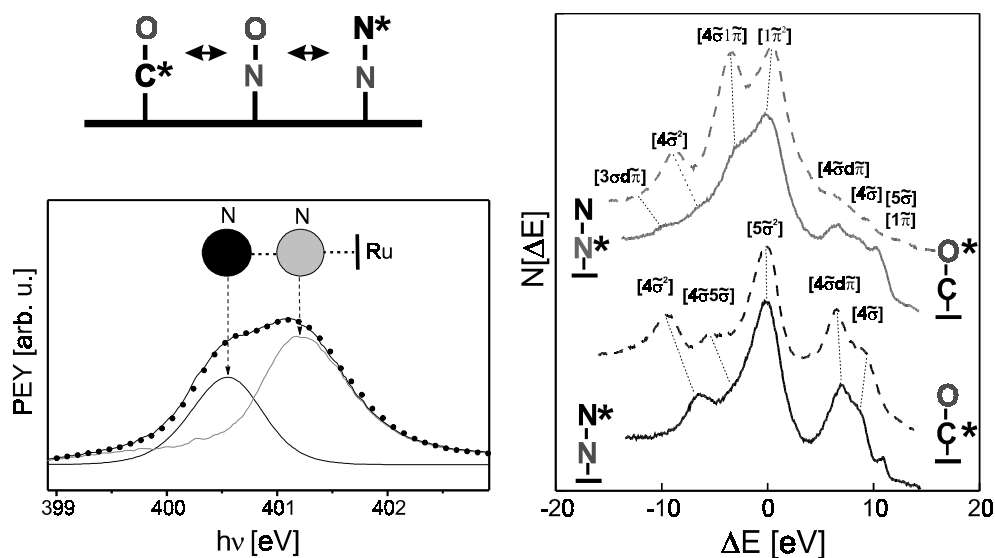 O O N*
C* N N
N N
Ru
PEY [arb. u.]
399 400 401 402
hν [eV]
[4σ̃1π̃] [1π̃²]
[4σ̃²]
[3σdπ̃]
[4σ̃dπ̃]
[4σ̃] [5σ̃]
[1π̃]
N
N*
O*
C
N[ΔE]
[5σ̃²]
[4σ̃²] [4σ̃5σ̃]
[4σ̃dπ̃]
[4σ̃]
N*
N
O
C*
-20 -10 0 10 20
ΔE [eV]